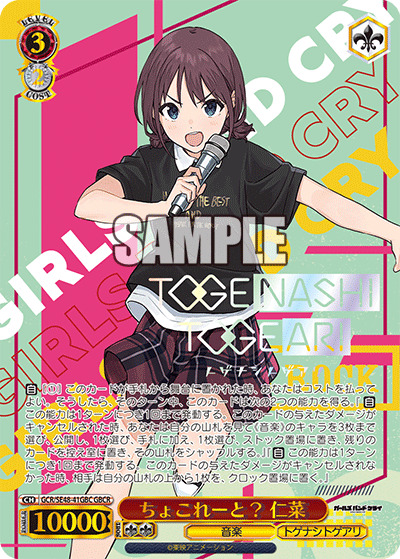 LEVEL
3
2
COST
GIRLS BAND CRY
GIRLS BAND CRY
BEST
SAMPLE
TOGENASHI
TOGEARI
トゲナシトゲアリ
ROCK
自 [⑴] このカードが手札から舞台に置かれた時、あなたはコストを払って
よい。そうしたら、そのターン中、このカードは次の2つの能力を得る。『自
この能力は1ターンにつき1回まで発動する。このカードの与えたダメージが
キャンセルされた時、あなたは自分の山札を見て《音楽》のキャラを3枚まで
選び、公開し、1枚選び、手札に加え、1枚選び、ストック置場に置き、残りの
カードを控え室に置き、その山札をシャッフルする。』『自 この能力は1ターン
につき1回まで発動する。このカードの与えたダメージがキャンセルされな
かった時、相手は自分の山札の上から1枚を、クロック置場に置く。』
CH
GCR/SE48-41GBC GBCR
POWER
10000
SOUL
ちょこれーと? 仁菜
ガールズバンドクライ
音楽
トゲナシトゲアリ
©東映アニメーション